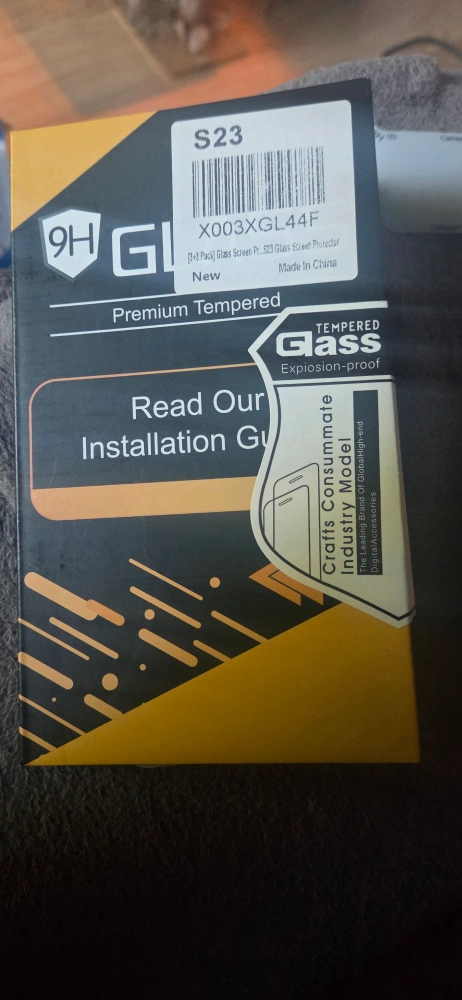 S23
X003XGL44F
[3+3 Pack] Glass Screen Pr...S23 Glass Screen Protector
New Made In China
9H GL
Premium Tempered
TEMPERED
Glass
Explosion-proof
Read Our
Installation Gu
Crafts Consummate
Industry Model
The Leading Brand Of GlobalHigh-end
DigitalAccessories